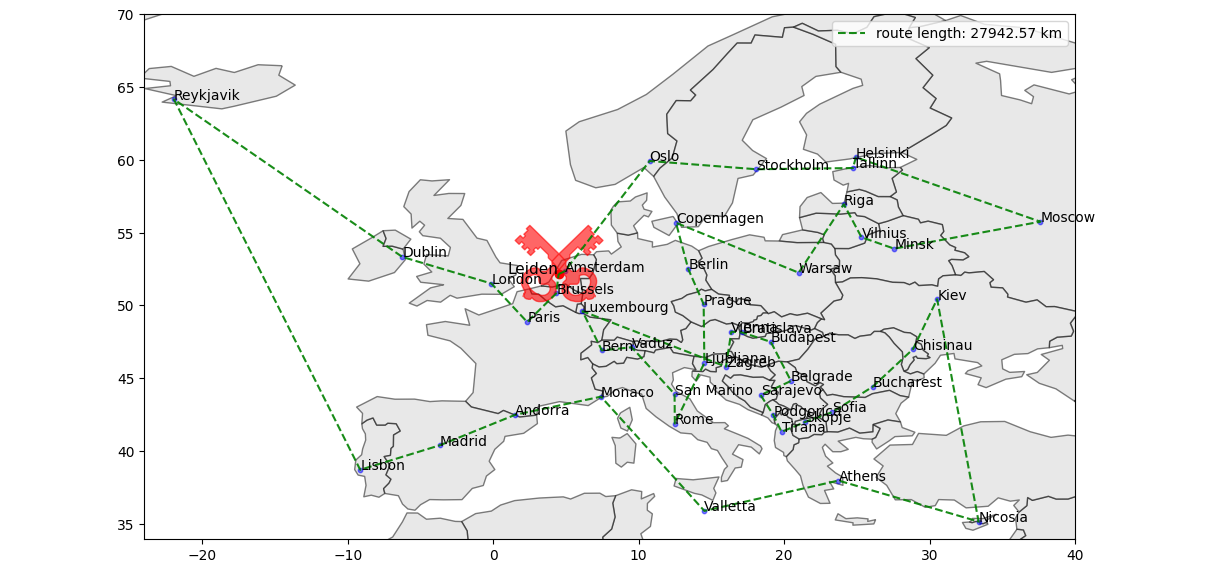 70
route length: 27942.57 km
65
Reykjavik
60
Oslo
Helsinki
Stockholm
Tallinn
Riga
Copenhagen
Moscow
55
Vilnius
Dublin
Minsk
Leiden
Amsterdam
Berlin
Warsaw
London
Brussels
50
Luxembourg
Prague
Kiev
Paris
Vienna
Bratislava
Budapest
Bern
Vaduz
Chisinau
Ljubljana
Zagreb
45
Belgrade
Monaco
San Marino
Sarajevo
Bucharest
Andorra
Rome
Podgorica
Sofia
Skopje
Tirana
Madrid
40
Lisbon
Athens
Valletta
Nicosia
35
−20
−10
0
10
20
30
40